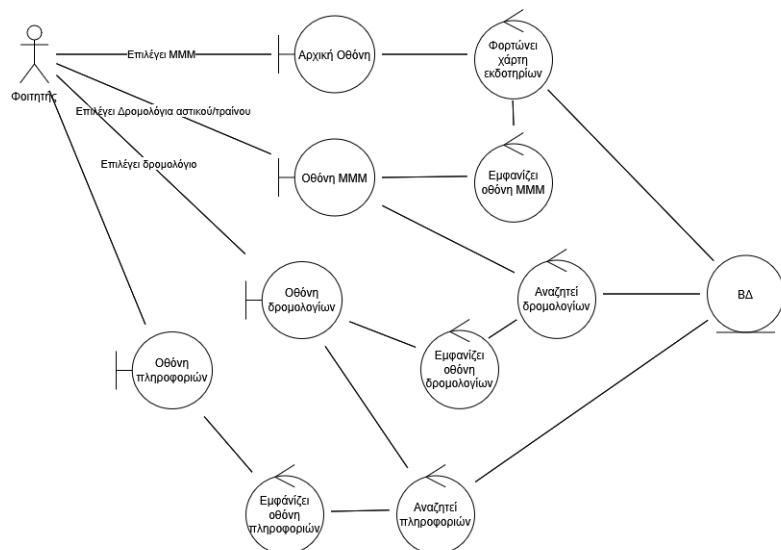 Επιλέγει ΜΜΜ
Αρχική Οθόνη
Φορτώνει
χάρτη
εκδοτηρίων
Φοιτητής
Επιλέγει Δρομολόγια αστικού/τραίνου
Επιλέγει δρομολόγιο
Οθόνη ΜΜΜ
Εμφανίζει
οθόνη ΜΜΜ
Οθόνη
δρομολογίων
Αναζητεί
δρομολογίων
ΒΔ
Οθόνη
πληροφοριών
Εμφανίζει
οθόνη
δρομολογίων
Εμφάνίζει
οθόνη
πληροφοριών
Αναζητεί
πληροφοριών